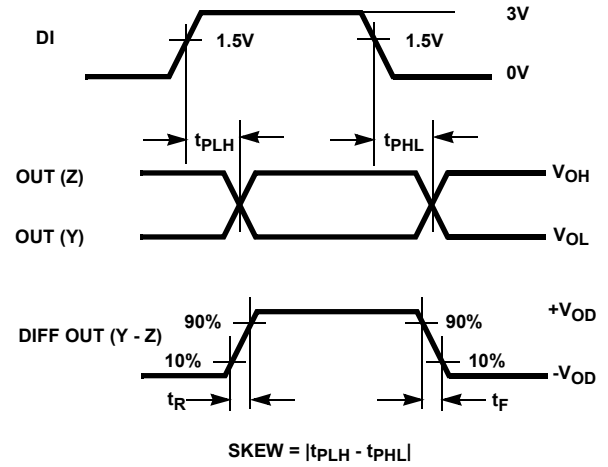 3V
DI
1.5V
1.5V
0V
tPLH
tPHL
OUT (Z)
VOH
OUT (Y)
VOL
+VOD
90%
90%
DIFF OUT (Y - Z)
10%
10%
-VOD
tR
tF
SKEW = |tPLH - tPHL|